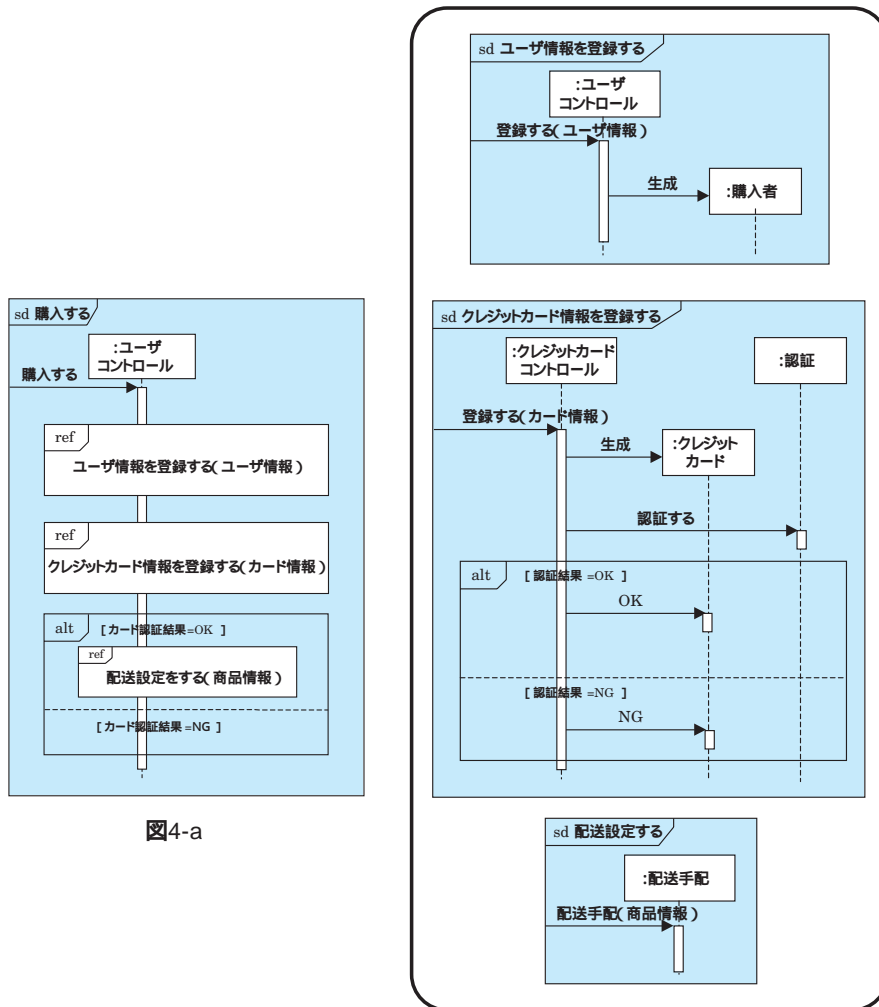 sd 購入する
:ユーザ
コントロール
購入する
ref
ユーザ情報を登録する(ユーザ情報)
ref
クレジットカード情報を登録する(カード情報)
alt
[カード認証結果=OK ]
ref
配送設定をする(商品情報)
[カード認証結果=NG ]
図4-a
sd ユーザ情報を登録する
:ユーザ
コントロール
登録する(ユーザ情報)
生成
:購入者
sd クレジットカード情報を登録する
:クレジットカード
コントロール
:認証
登録する(カード情報)
生成
:クレジット
カード
認証する
alt
[ 認証結果=OK ]
OK
[ 認証結果=NG ]
NG
sd 配送設定する
:配送手配
配送手配(商品情報)